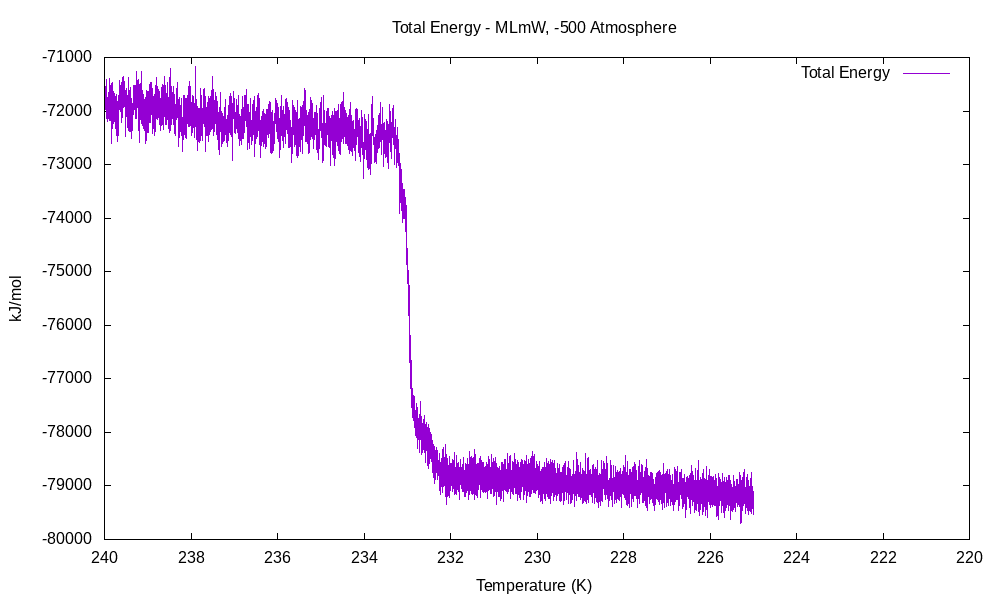 Total Energy - MLmW, -500 Atmosphere
Total Energy
-71000
-72000
-73000
-74000
-75000
-76000
-77000
-78000
-79000
-80000
kJ/mol
240 238 236 234 232 230 228 226 224 222 220
Temperature (K)